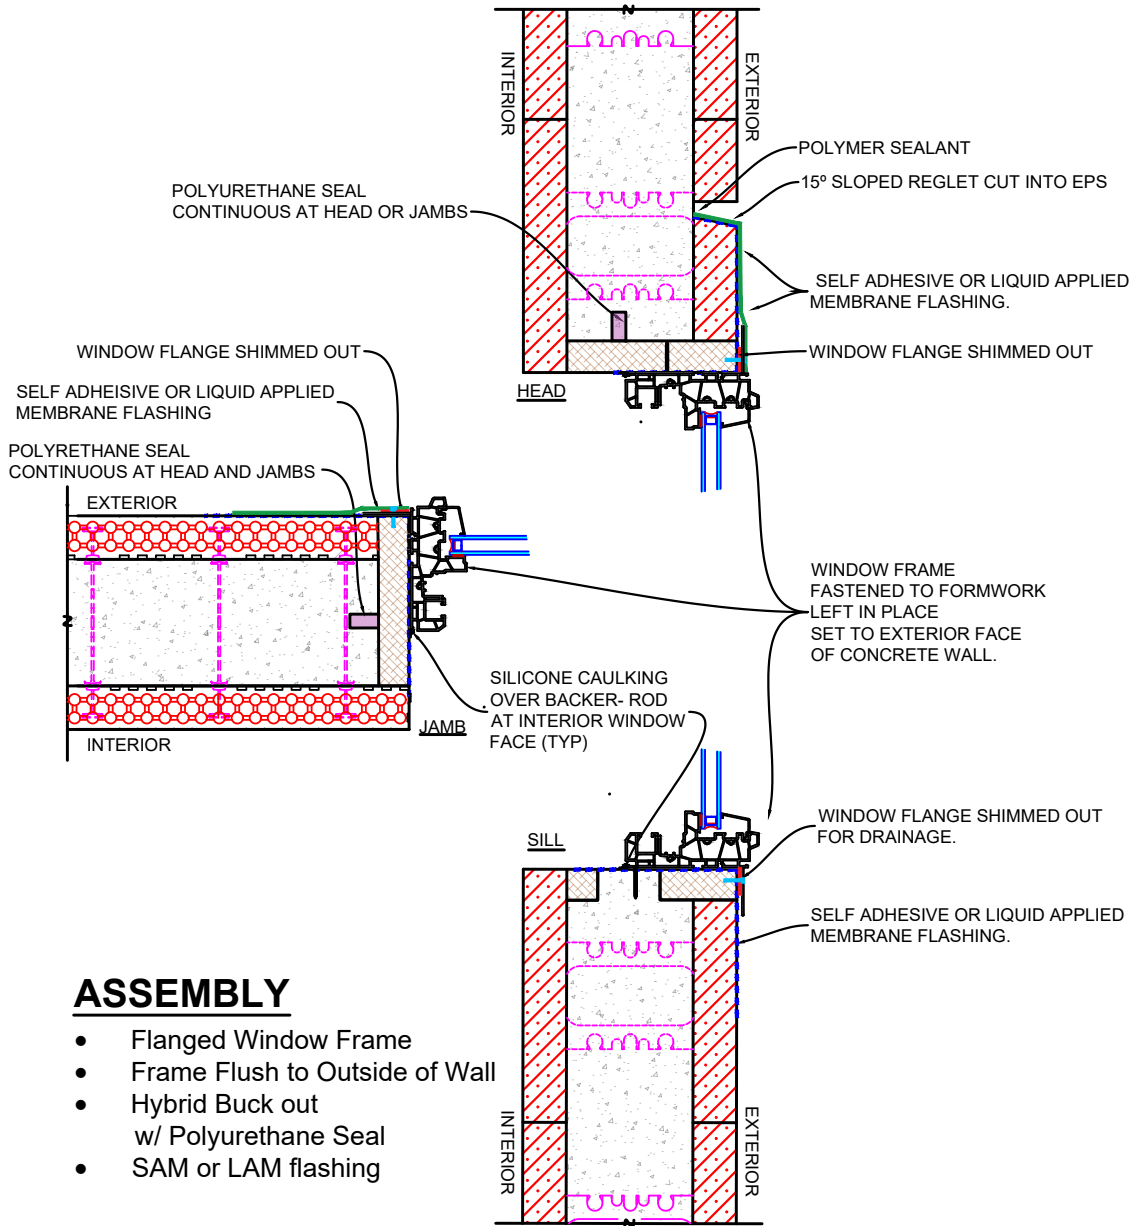 INTERIOR
EXTERIOR
POLYMER SEALANT
15º SLOPED REGLET CUT INTO EPS
POLYURETHANE SEAL
CONTINUOUS AT HEAD OR JAMBS
SELF ADHESIVE OR LIQUID APPLIED
MEMBRANE FLASHING.
WINDOW FLANGE SHIMMED OUT
HEAD
WINDOW FLANGE SHIMMED OUT
SELF ADHEISIVE OR LIQUID APPLIED
MEMBRANE FLASHING
POLYRETHANE SEAL
CONTINUOUS AT HEAD AND JAMBS
EXTERIOR
N
INTERIOR
JAMB
WINDOW FRAME
FASTENED TO FORMWORK
LEFT IN PLACE
SET TO EXTERIOR FACE
OF CONCRETE WALL.
SILICONE CAULKING
OVER BACKER- ROD
AT INTERIOR WINDOW
FACE (TYP)
SILL
WINDOW FLANGE SHIMMED OUT
FOR DRAINAGE.
SELF ADHESIVE OR LIQUID APPLIED
MEMBRANE FLASHING.
INTERIOR
EXTERIOR
ASSEMBLY
• Flanged Window Frame
• Frame Flush to Outside of Wall
• Hybrid Buck out
w/ Polyurethane Seal
• SAM or LAM flashing